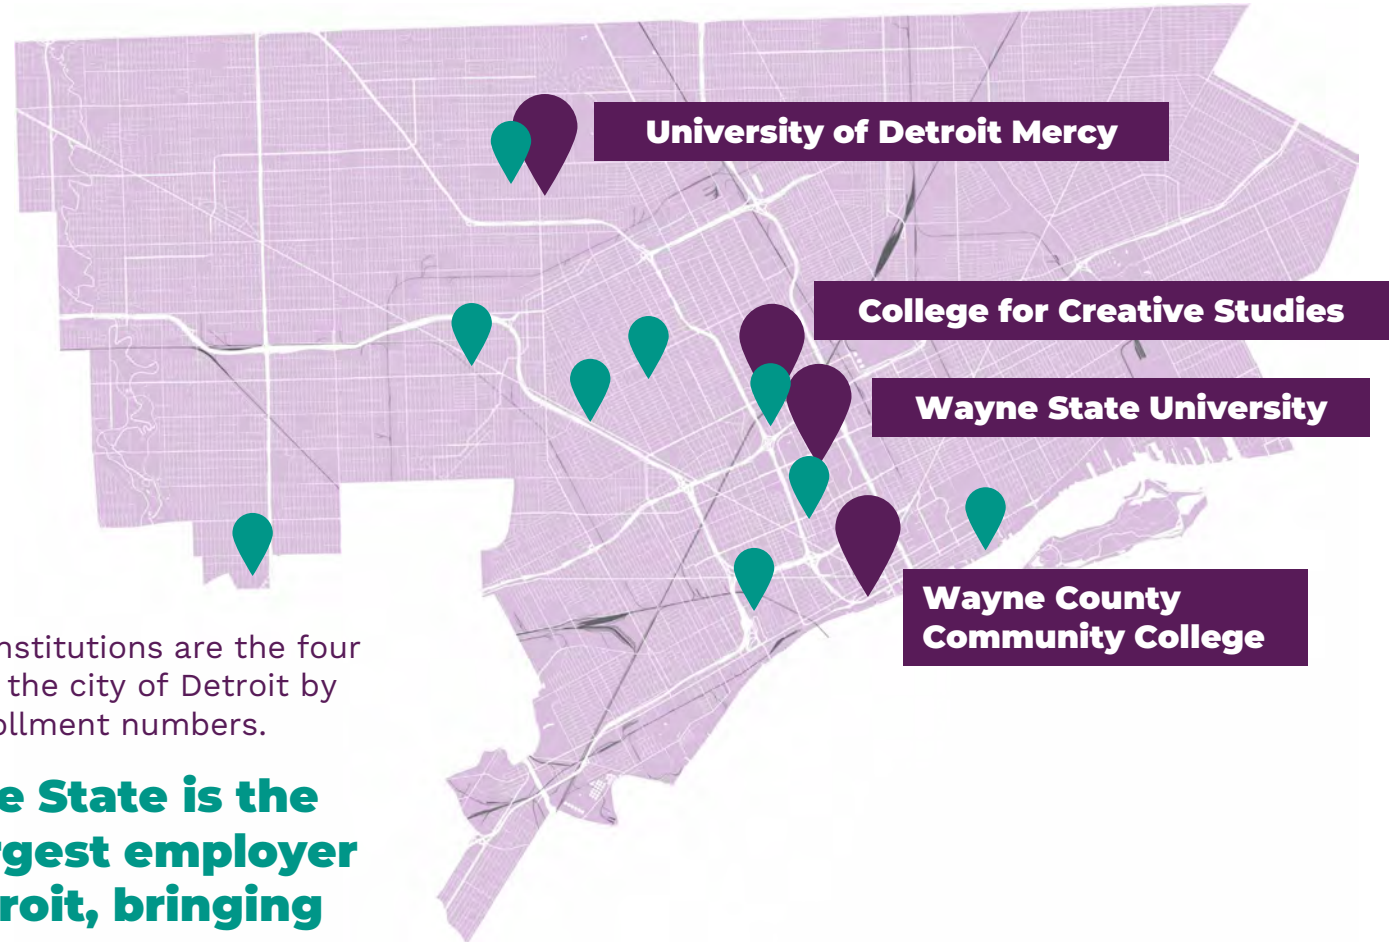 University of Detroit Mercy
College for Creative Studies
Wayne State University
Wayne County
Community College
nstitutions are the four
the city of Detroit by
ollment numbers.
e State is the
rgest employer
roit, bringing